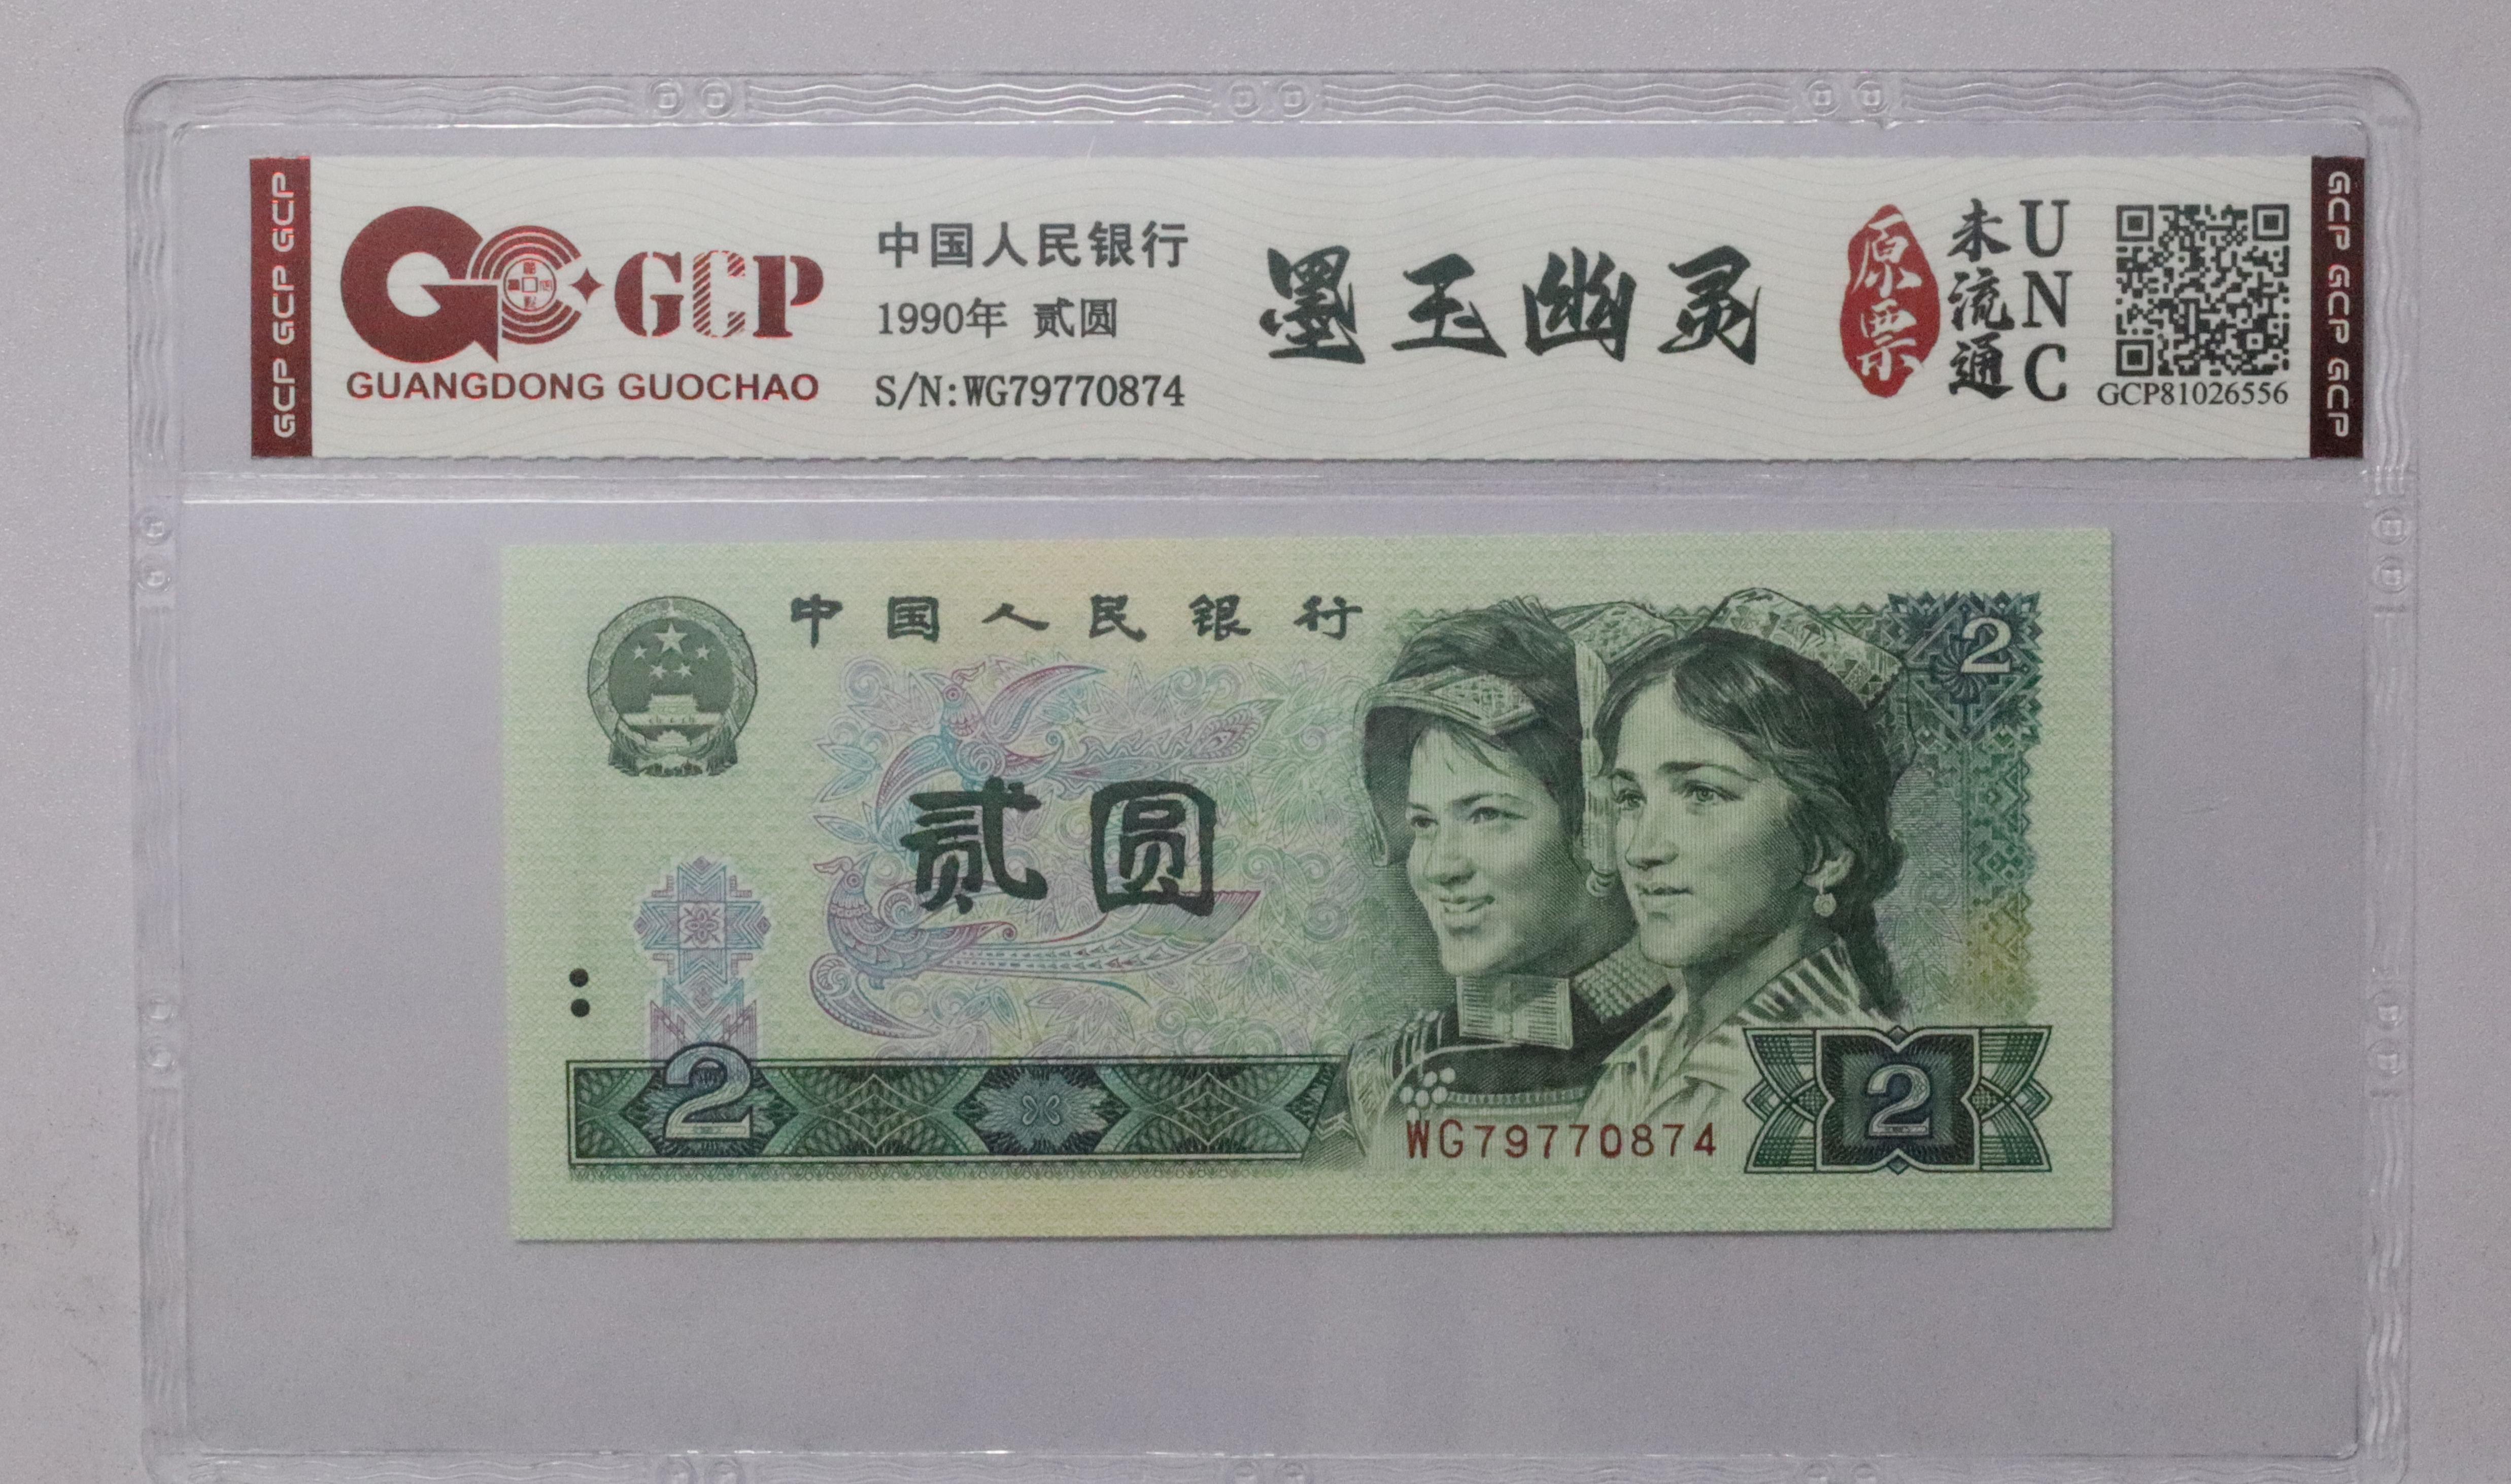 GCP GCP GCP
GCP
GUANGDONG GUOCHAO
中国人民银行
1990年 贰圆
S/N:WG79770874
墨玉幽灵
原票
未流通
UNC
GCP81026556
GCP GCP GCP
中国人民银行
2
贰圆
2
WG79770874
2